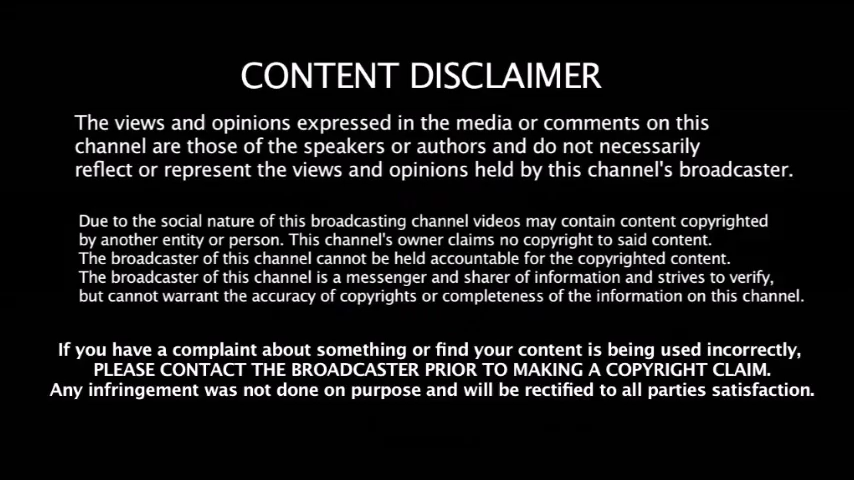 CONTENT DISCLAIMER
The views and opinions expressed in the media or comments on this
channel are those of the speakers or authors and do not necessarily
reflect or represent the views and opinions held by this channel's broadcaster.
Due to the social nature of this broadcasting channel videos may contain content copyrighted
by another entity or person. This channel's owner claims no copyright to said content.
The broadcaster of this channel cannot be held accountable for the copyrighted content.
The broadcaster of this channel is a messenger and sharer of information and strives to verify,
but cannot warrant the accuracy of copyrights or completeness of the information on this channel.
If you have a complaint about something or find your content is being used incorrectly,
PLEASE CONTACT THE BROADCASTER PRIOR TO MAKING A COPYRIGHT CLAIM.
Any infringement was not done on purpose and will be rectified to all parties satisfaction.